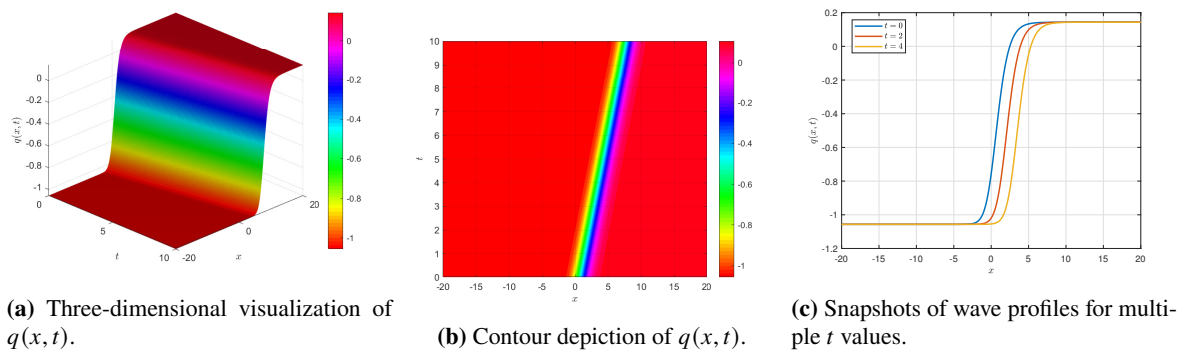 0
-0.2
-0.4
-0.6
-0.8
-1
q(x, t)
0
5
10
t
-20
0
20
x
0
-0.2
-0.4
-0.6
-0.8
-1
10
9
8
7
6
5
4
3
2
1
0
t
-20 -15 -10 -5 0 5 10 15 20
x
0
-0.2
-0.4
-0.6
-0.8
-1
0.2
0
-0.2
-0.4
-0.6
-0.8
-1
-1.2
q(x, t)
t = 0
t = 2
t = 4
-20 -15 -10 -5 0 5 10 15 20
x
(a) Three-dimensional visualization of
q(x, t).
(b) Contour depiction of q(x, t).
(c) Snapshots of wave profiles for multi-
ple t values.